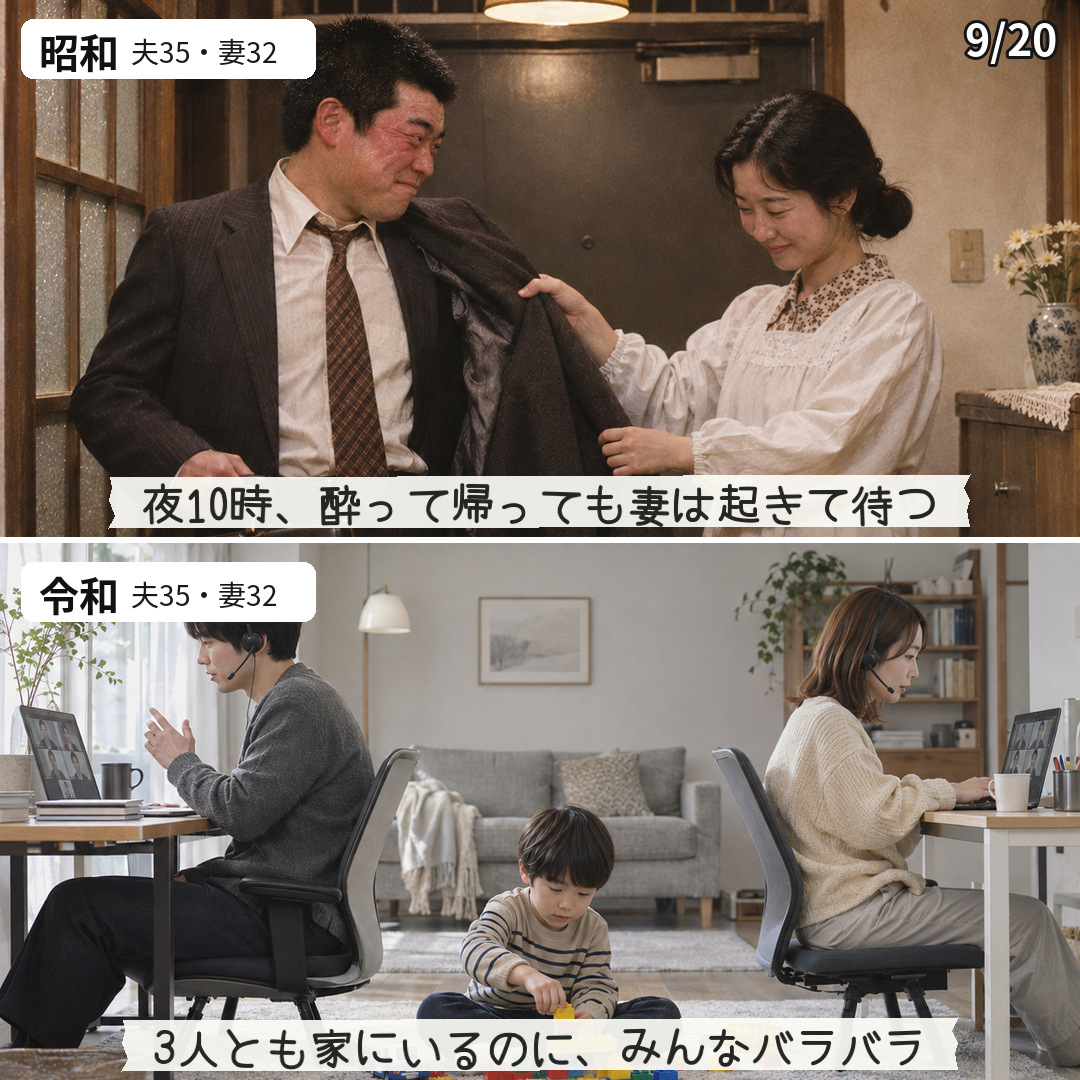 昭和 夫35・妻32
9/20
夜10時、酔って帰っても妻は起きて待つ
令和 夫35・妻32
3人とも家にいるのに、みんなバラバラ